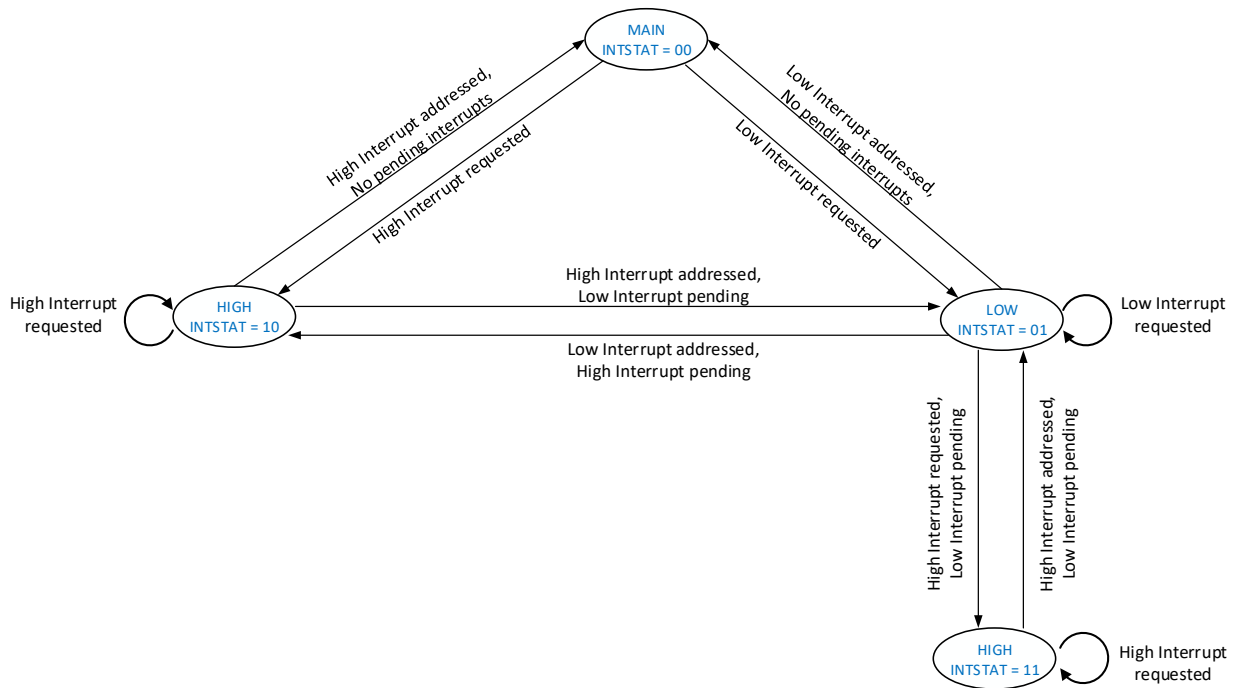 MAIN
INTSTAT = 00
High Interrupt addressed,
No pending interrupts
High Interrupt requested
Low Interrupt requested
Low Interrupt addressed,
No pending interrupts
High Interrupt
requested
HIGH
INTSTAT = 10
High Interrupt addressed,
Low Interrupt pending
Low Interrupt addressed,
High Interrupt pending
LOW
INTSTAT = 01
Low Interrupt
requested
High Interrupt requested,
Low Interrupt pending
High Interrupt addressed,
Low Interrupt pending
HIGH
INTSTAT = 11
High Interrupt
requested